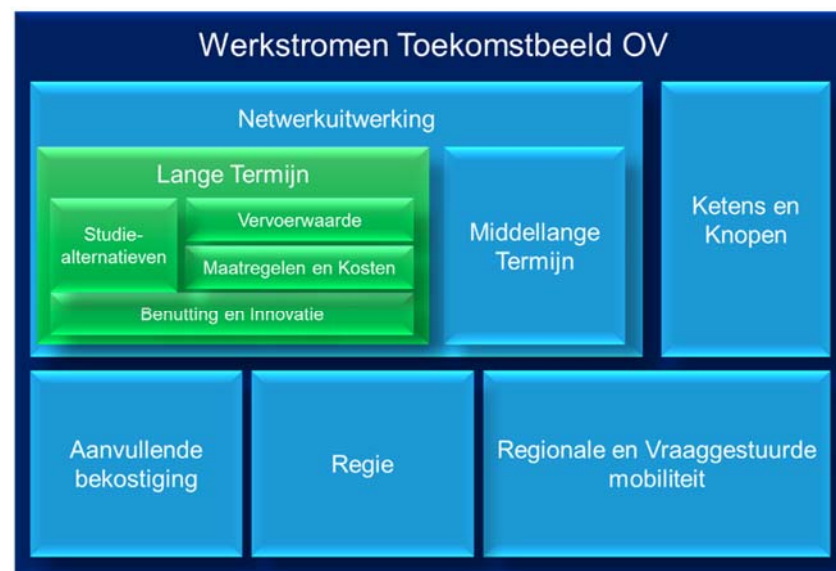 Werkstromen Toekomstbeeld OV
Netwerkuitwerking
Lange Termijn
Studie-
alternatieven
Vervoerwaarde
Maatregelen en Kosten
Benutting en Innovatie
Middellange
Termijn
Ketens en
Knopen
Aanvullende
bekostiging
Regie
Regionale en Vraaggestuurde
mobiliteit